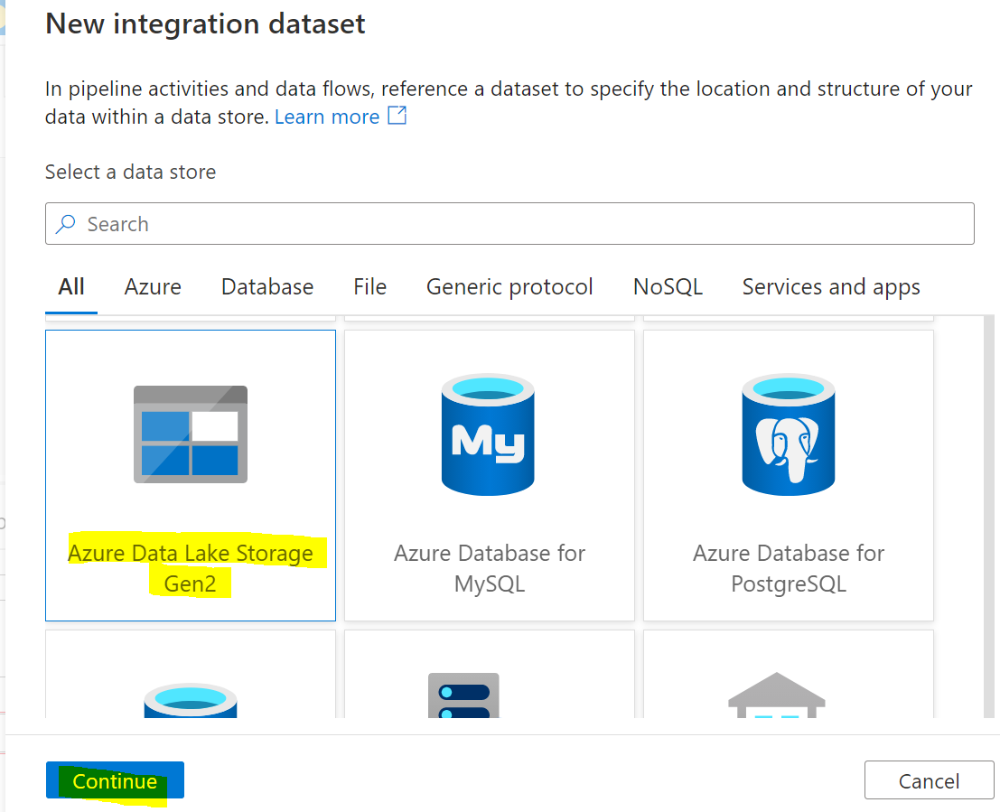 New integration dataset
In pipeline activities and data flows, reference a dataset to specify the location and structure of your
data within a data store. Learn more
Select a data store
Search
All Azure Database File Generic protocol NoSQL Services and apps
Azure Data Lake Storage
Gen2
My
Azure Database for
MySQL
Azure Database for
PostgreSQL
Continue
Cancel